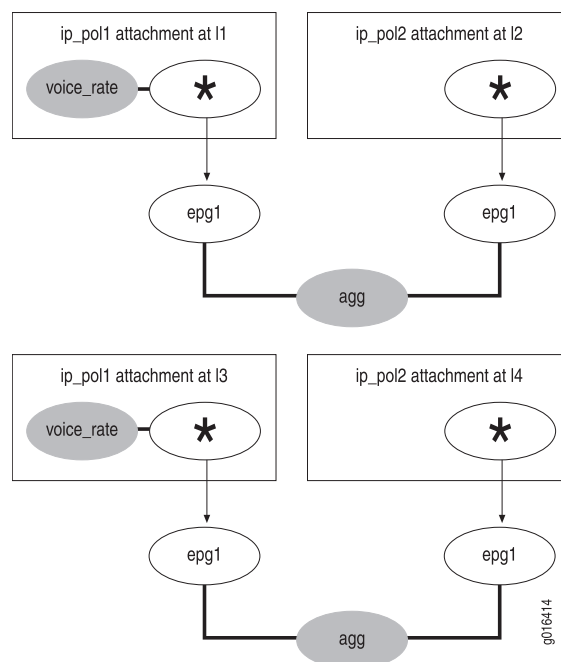 ip_pol1 attachment at l1
ip_pol2 attachment at l2
voice_rate
*
*
epg1
epg1
agg
ip_pol1 attachment at l3
ip_pol2 attachment at l4
voice_rate
*
*
epg1
epg1
agg
g016414